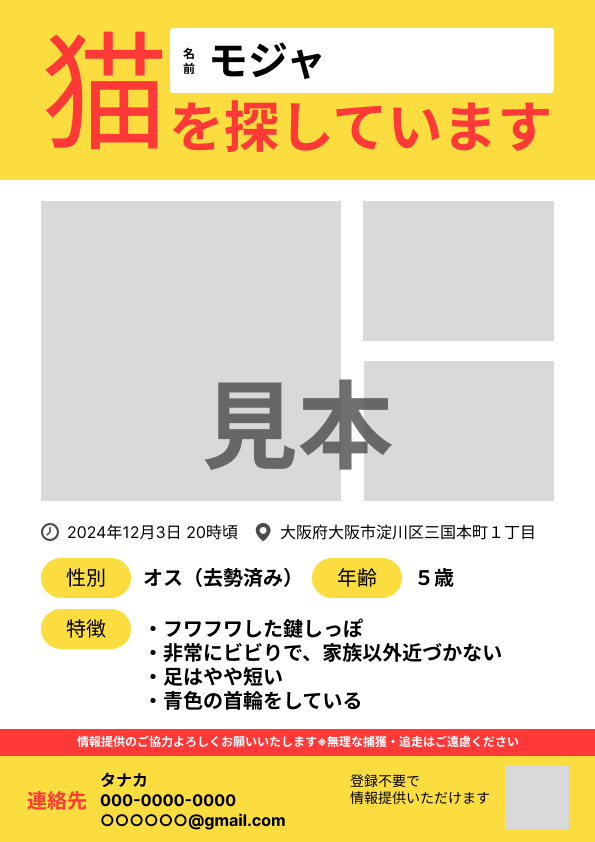 猫
名前
モジャ
を探しています
見本
2024年12月3日 20時頃
大阪府大阪市淀川区三国本町１丁目
性別
オス（去勢済み）
年齢
５歳
特徴
・フワフワした鍵しっぽ
・非常にビビりで、家族以外近づかない
・足はやや短い
・青色の首輪をしている
情報提供のご協力よろしくお願いいたします※無理な捕獲・追走はご遠慮ください
連絡先
タナカ
000-0000-0000
〇〇〇〇〇〇@gmail.com
登録不要で
情報提供いただけます